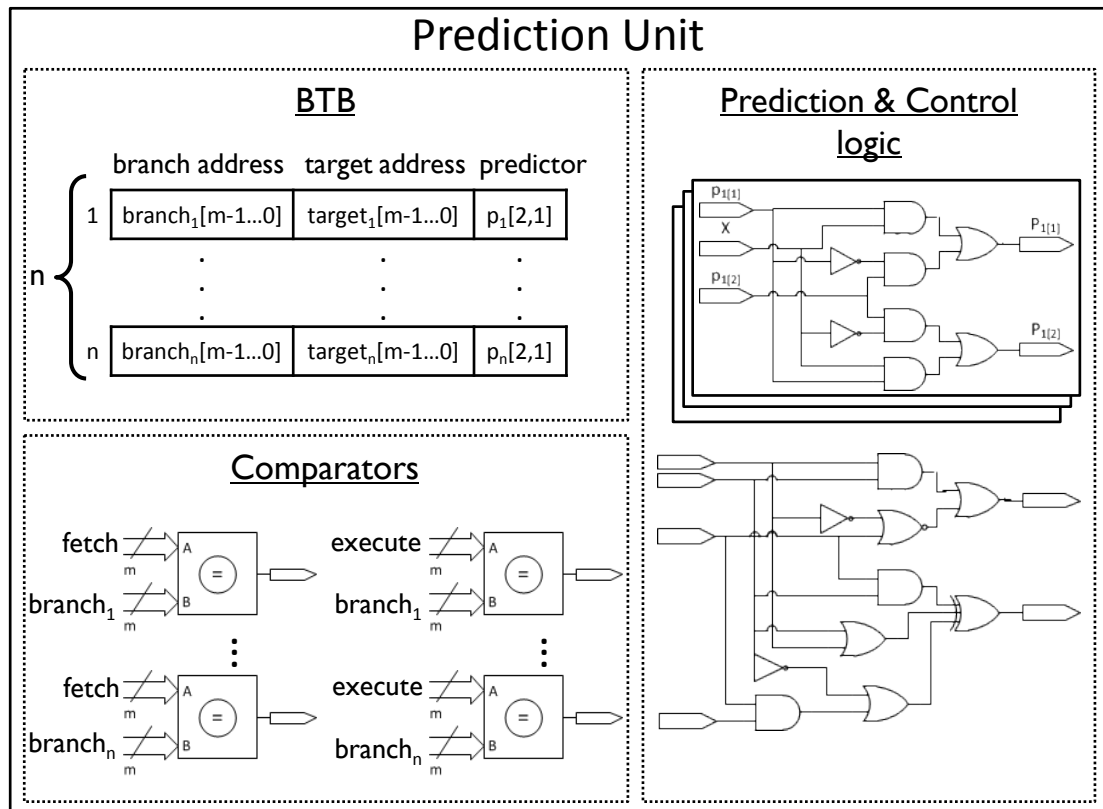 Prediction Unit
BTB
branch address target address predictor
1 branch₁[m-1...0] target₁[m-1...0] p₁[2,1]
n
. . .
. . .
. . .
n branchₙ[m-1...0] targetₙ[m-1...0] pₙ[2,1]
Comparators
fetch A
m
=
branch₁ B
m
execute A
m
=
branch₁ B
m
⋮ ⋮
fetch A
m
=
branchₙ B
m
execute A
m
=
branchₙ B
m
Prediction & Control
logic
p₁[1]
X
p₁[2]
P₁[1]
P₁[2]